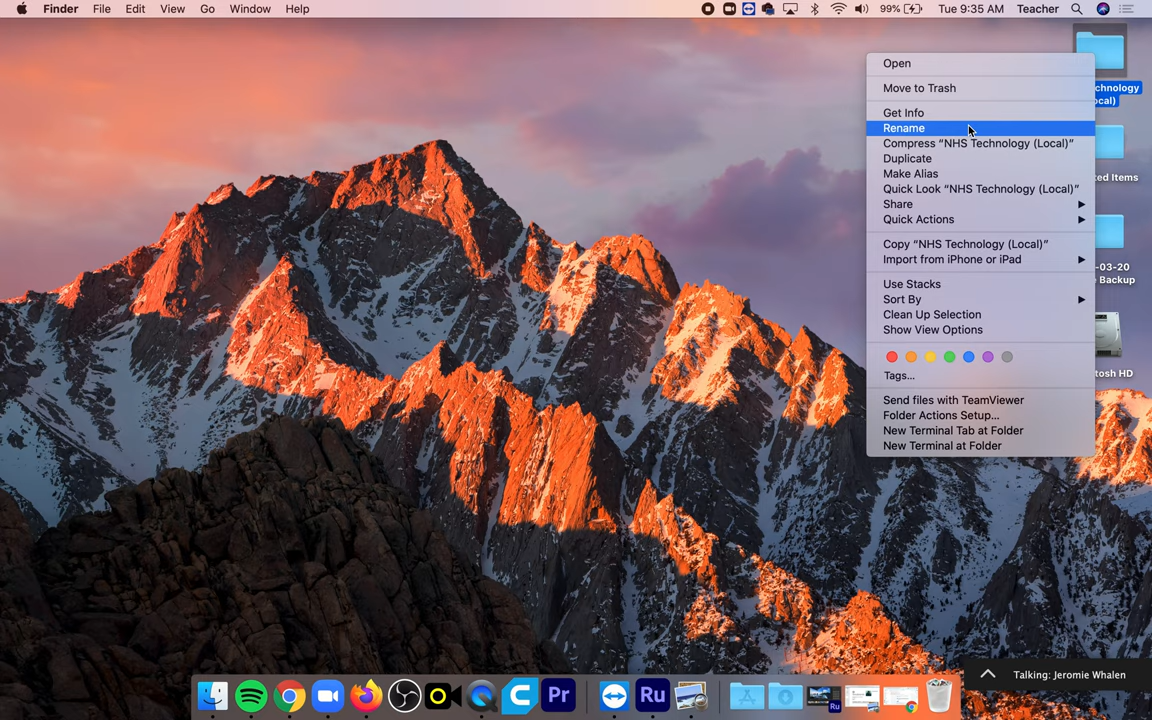 Finder File Edit View Go Window Help 99% Tue 9:35 AM Teacher
Open
Move to Trash
Get Info
Rename
Compress “NHS Technology (Local)”
Duplicate
Make Alias
Quick Look “NHS Technology (Local)”
Share
Quick Actions
Copy “NHS Technology (Local)”
Import from iPhone or iPad
Use Stacks
Sort By
Clean Up Selection
Show View Options
Tags...
Send files with TeamViewer
Folder Actions Setup...
New Terminal Tab at Folder
New Terminal at Folder
chnology
ocal)
ted Items
-03-20
Backup
tosh HD
Talking: Jeromie Whalen
Pr
Ru
Ru